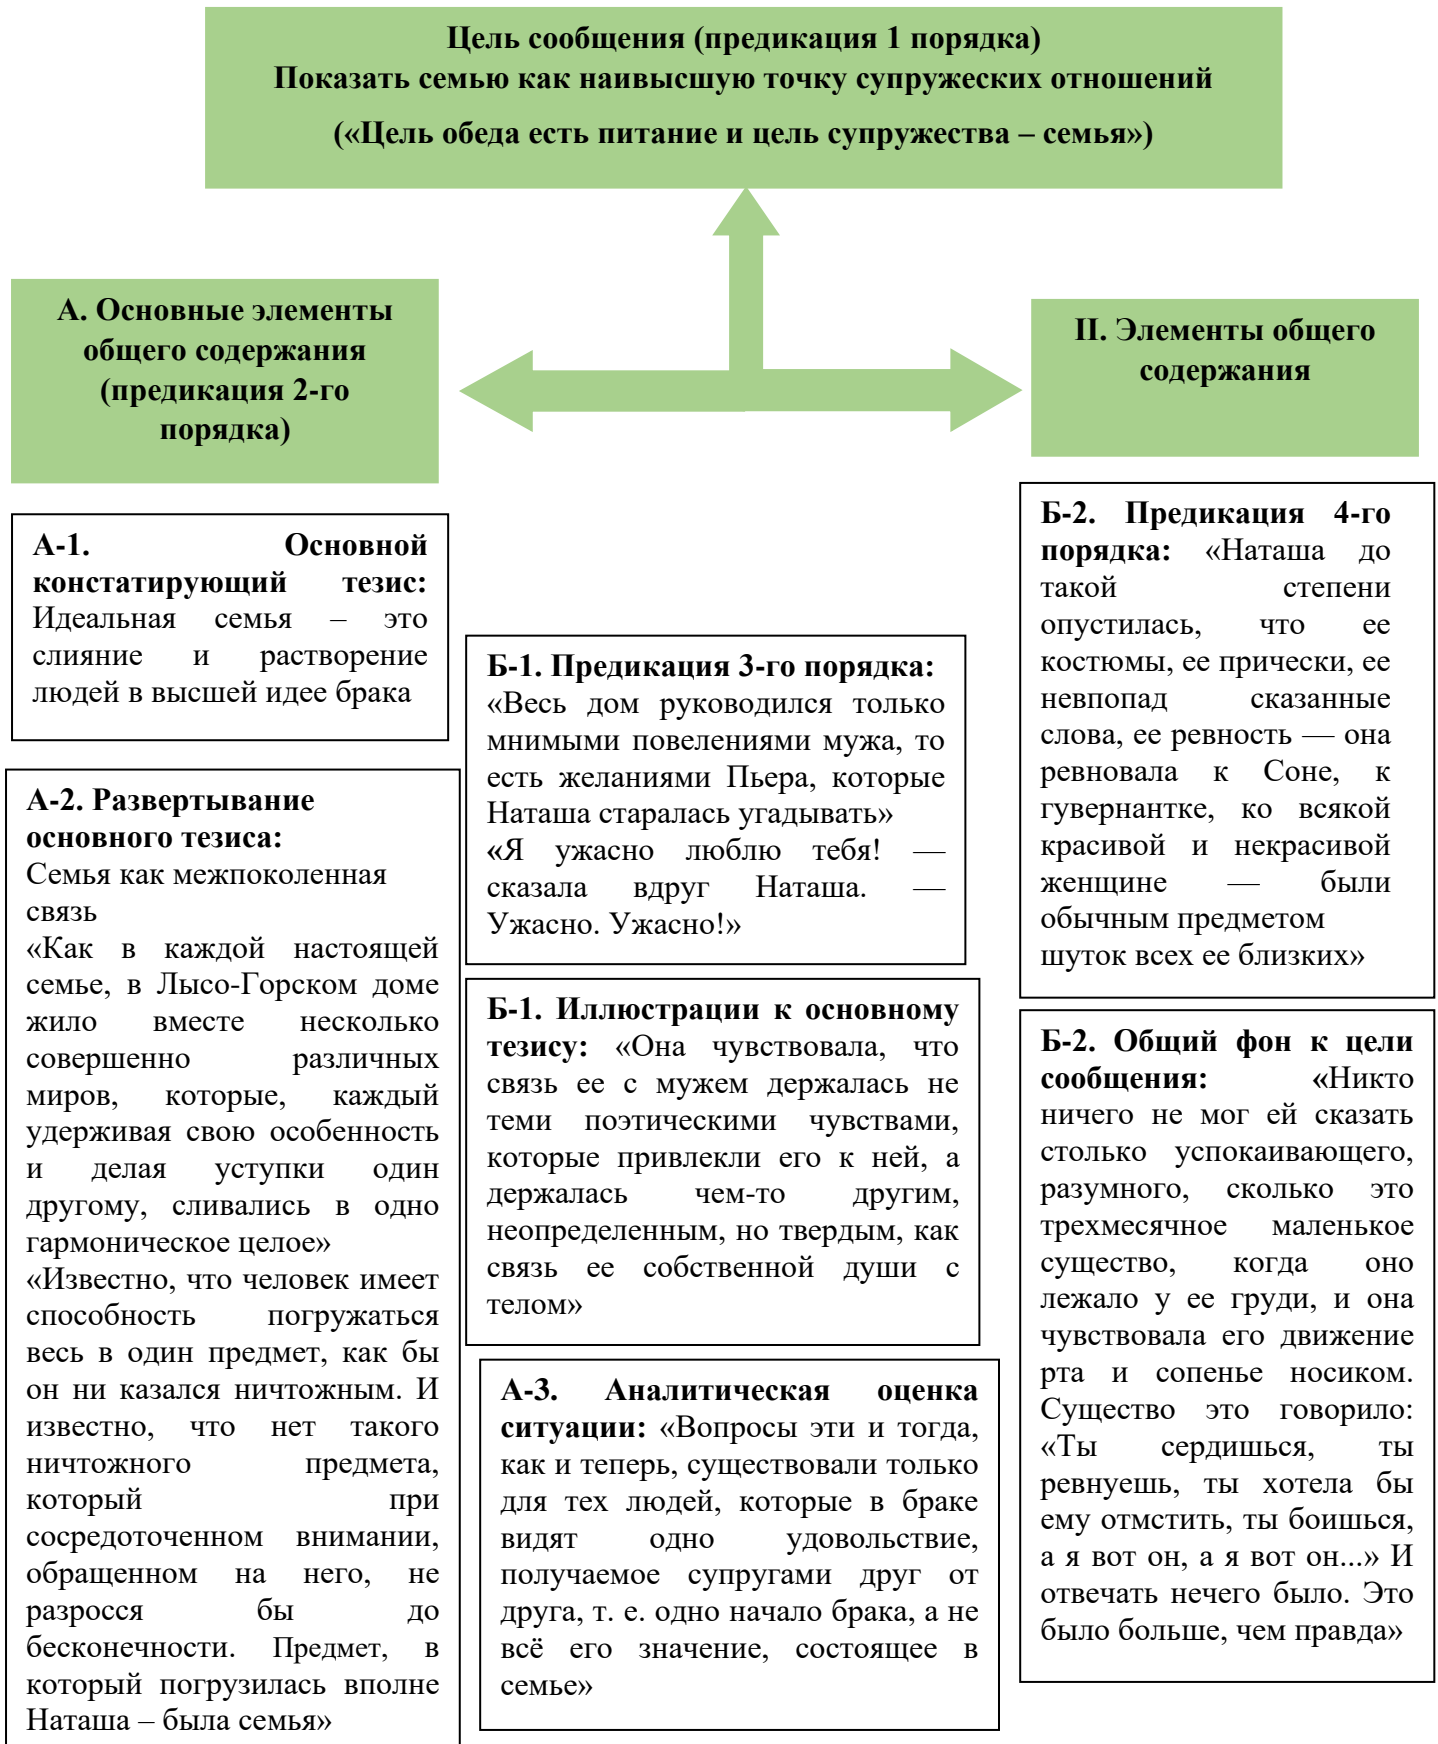 Цель сообщения (предикация 1 порядка)
Показать семью как наивысшую точку супружеских отношений
(«Цель обеда есть питание и цель супружества – семья»)
А. Основные элементы
общего содержания
(предикация 2-го
порядка)
II. Элементы общего
содержания
А-1. Основной
констатирующий тезис:
Идеальная семья – это
слияние и растворение
людей в высшей идее брака
А-2. Развертывание
основного тезиса:
Семья как межпоколенная
связь
«Как в каждой настоящей
семье, в Лысо-Горском доме
жило вместе несколько
совершенно различных
миров, которые, каждый
удерживая свою особенность
и делая уступки один
другому, сливались в одно
гармоническое целое»
«Известно, что человек имеет
способность погружаться
весь в один предмет, как бы
он ни казался ничтожным. И
известно, что нет такого
ничтожного предмета,
который при
сосредоточенном внимании,
обращенном на него, не
разросся бы до
бесконечности. Предмет, в
который погрузилась вполне
Наташа – была семья»
Б-1. Предикация 3-го порядка:
«Весь дом руководился только
мнимыми повелениями мужа, то
есть желаниями Пьера, которые
Наташа старалась угадывать»
«Я ужасно люблю тебя! —
сказала вдруг Наташа. —
Ужасно. Ужасно!»
Б-1. Иллюстрации к основному
тезису: «Она чувствовала, что
связь ее с мужем держалась не
теми поэтическими чувствами,
которые привлекли его к ней, а
держалась чем-то другим,
неопределенным, но твердым, как
связь ее собственной души с
телом»
А-3. Аналитическая оценка
ситуации: «Вопросы эти и тогда,
как и теперь, существовали только
для тех людей, которые в браке
видят одно удовольствие,
получаемое супругами друг от
друга, т. е. одно начало брака, а не
всё его значение, состоящее в
семье»
Б-2. Предикация 4-го
порядка: «Наташа до
такой степени
опустилась, что ее
костюмы, ее прически, ее
невпопад сказанные
слова, ее ревность — она
ревновала к Соне, к
гувернантке, ко всякой
красивой и некрасивой
женщине — были
обычным предметом
шуток всех ее близких»
Б-2. Общий фон к цели
сообщения: «Никто
ничего не мог ей сказать
столько успокаивающего,
разумного, сколько это
трехмесячное маленькое
существо, когда оно
лежало у ее груди, и она
чувствовала его движение
рта и сопенье носиком.
Существо это говорило:
«Ты сердишься, ты
ревнуешь, ты хотела бы
ему отмстить, ты боишься,
а я вот он, а я вот он...» И
отвечать нечего было. Это
было больше, чем правда»